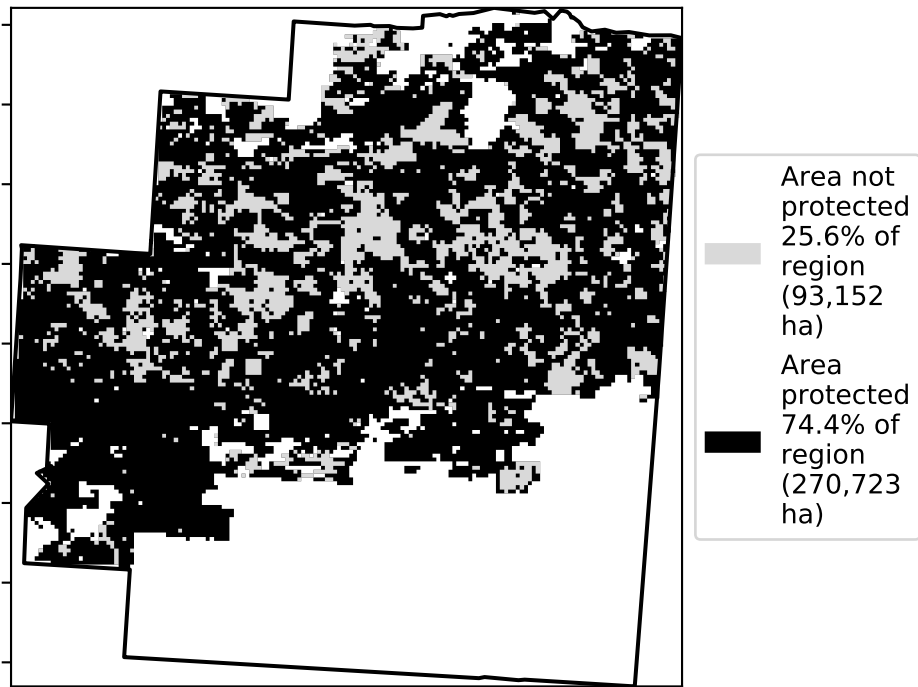 Area not
protected
25.6% of
region
(93,152
ha)
Area
protected
74.4% of
region
(270,723
ha)